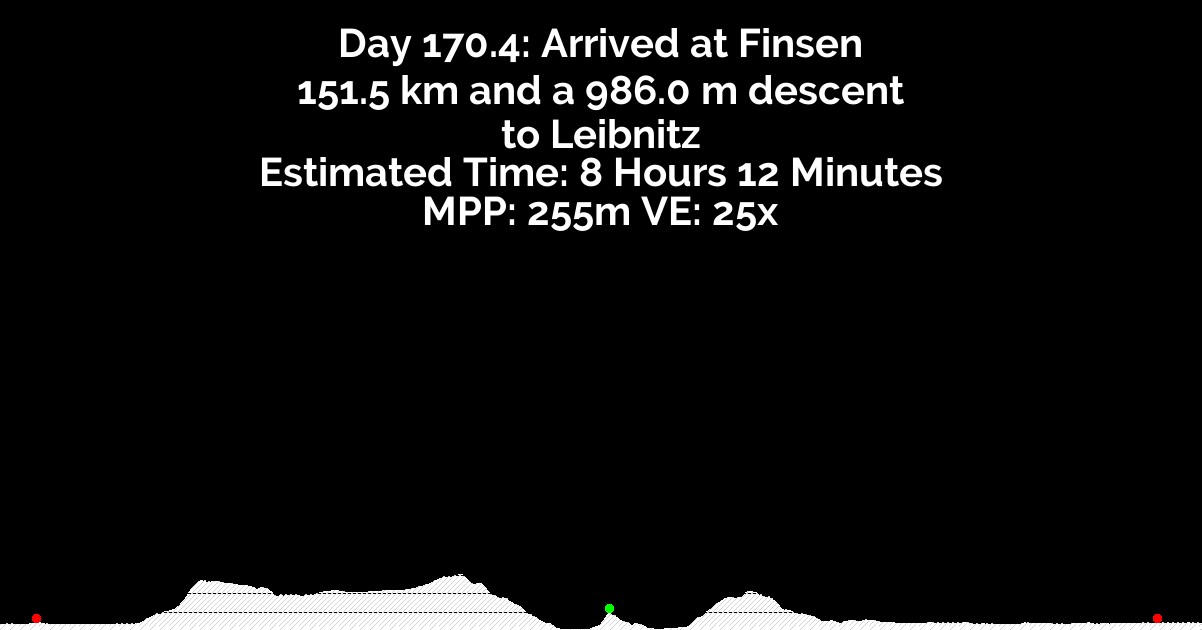 Day 170.4: Arrived at Finsen
151.5 km and a 986.0 m descent
to Leibnitz
Estimated Time: 8 Hours 12 Minutes
MPP: 255m VE: 25x